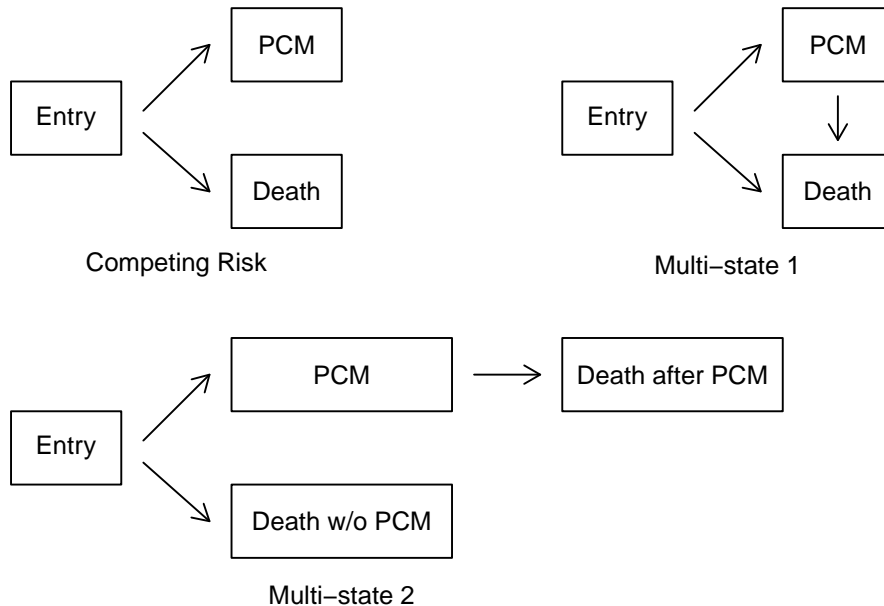 PCM
Entry
Death
Competing Risk
PCM
Entry
Death
Multi−state 1
PCM
Death after PCM
Entry
Death w/o PCM
Multi−state 2